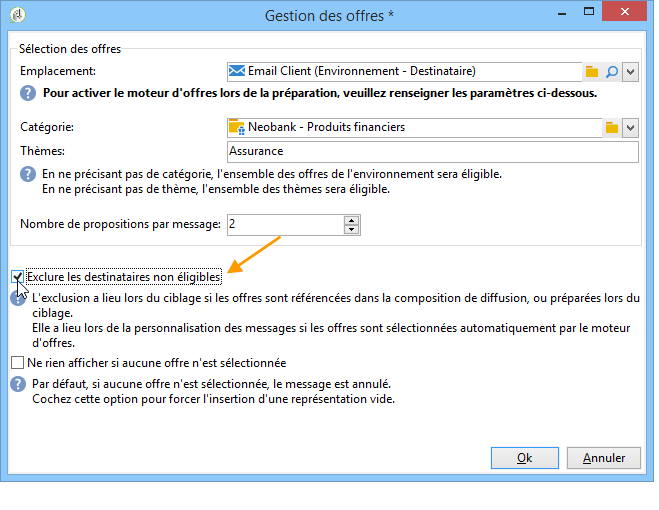 Gestion des offres *
Sélection des offres
Emplacement:
Email Client (Environnement - Destinataire)
Pour activer le moteur d'offres lors de la préparation, veuillez renseigner les paramètres ci-dessous.
Catégorie:
Neobank - Produits financiers
Thèmes:
Assurance
En ne précisant pas de catégorie, l'ensemble des offres de l'environnement sera éligible.
En ne précisant pas de thème, l'ensemble des thèmes sera éligible.
Nombre de propositions par message:
2
Exclure les destinataires non éligibles
L'exclusion a lieu lors du ciblage si les offres sont référencées dans la composition de diffusion, ou préparées lors du
ciblage.
Elle a lieu lors de la personnalisation des messages si les offres sont sélectionnées automatiquement par le moteur
d'offres.
Ne rien afficher si aucune offre n'est sélectionnée
Par défaut, si aucune offre n'est sélectionnée, le message est annulé.
Cochez cette option pour forcer l'insertion d'une représentation vide.
Ok
Annuler